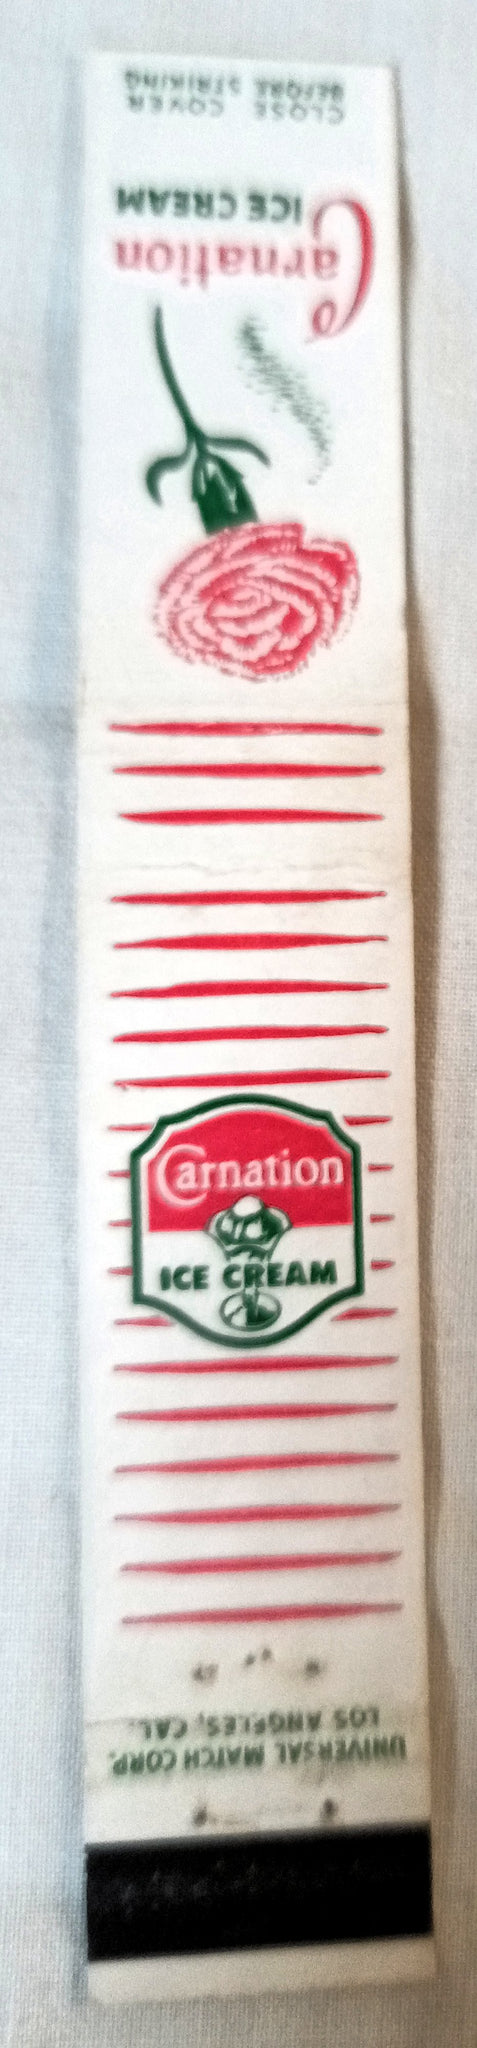 CLOSE COVER
BEFORE STRIKING
Carnation
ICE CREAM
Carnation
ICE CREAM
UNIVERSAL MATCH CORP.
LOS ANGELES, CAL.